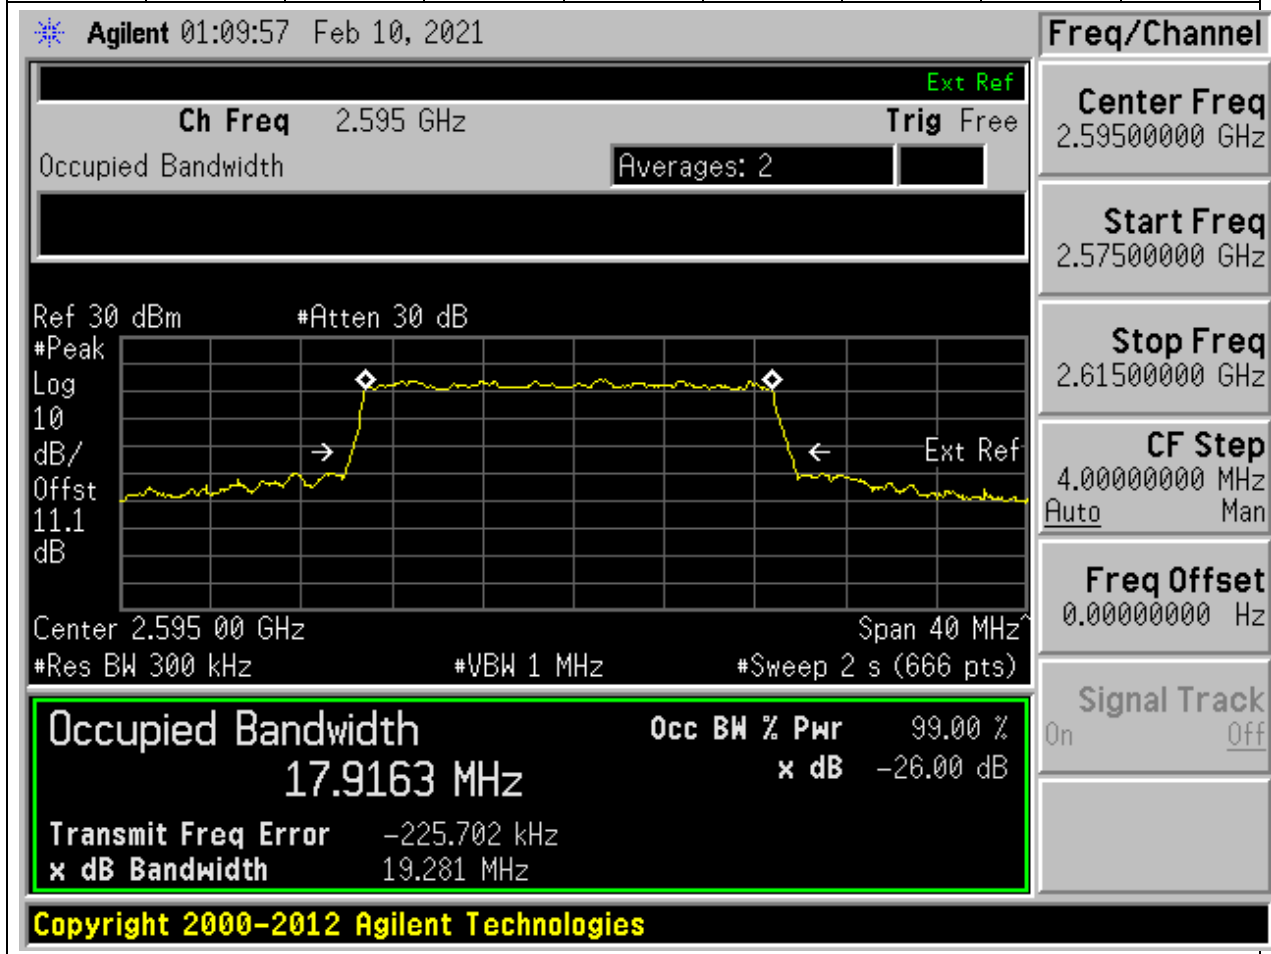 Agilent 01:09:57 Feb 10, 2021
Freq/Channel
Ext Ref
Ch Freq 2.595 GHz Trig Free
Occupied Bandwidth Averages: 2
Center Freq
2.59500000 GHz
Start Freq
2.57500000 GHz
Stop Freq
2.61500000 GHz
CF Step
4.00000000 MHz
Auto Man
Freq Offset
0.00000000 Hz
Signal Track
On Off
Ref 30 dBm #Atten 30 dB
#Peak
Log
10
dB/
Offst
11.1
dB
Ext Ref
Center 2.595 00 GHz Span 40 MHz^
#Res BW 300 kHz #VBW 1 MHz #Sweep 2 s (666 pts)
Occupied Bandwidth Occ BW % Pwr 99.00 %
17.9163 MHz x dB -26.00 dB
Transmit Freq Error -225.702 kHz
x dB Bandwidth 19.281 MHz
Copyright 2000-2012 Agilent Technologies